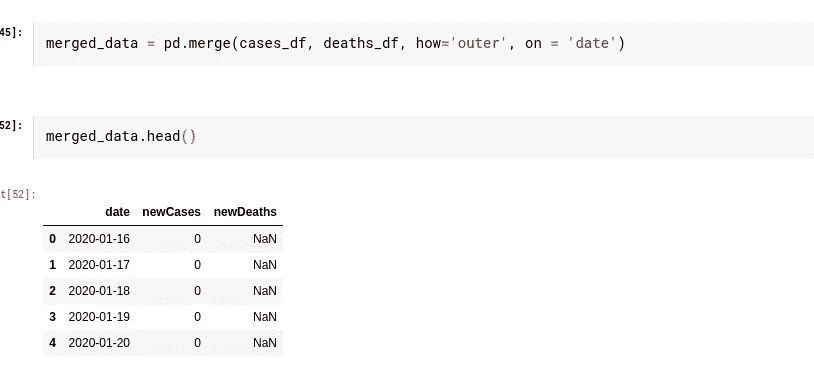 45]:
merged_data = pd.merge(cases_df, deaths_df, how='outer', on = 'date')
52]:
merged_data.head()
t[52]:
date newCases newDeaths
0 2020-01-16 0 NaN
1 2020-01-17 0 NaN
2 2020-01-18 0 NaN
3 2020-01-19 0 NaN
4 2020-01-20 0 NaN